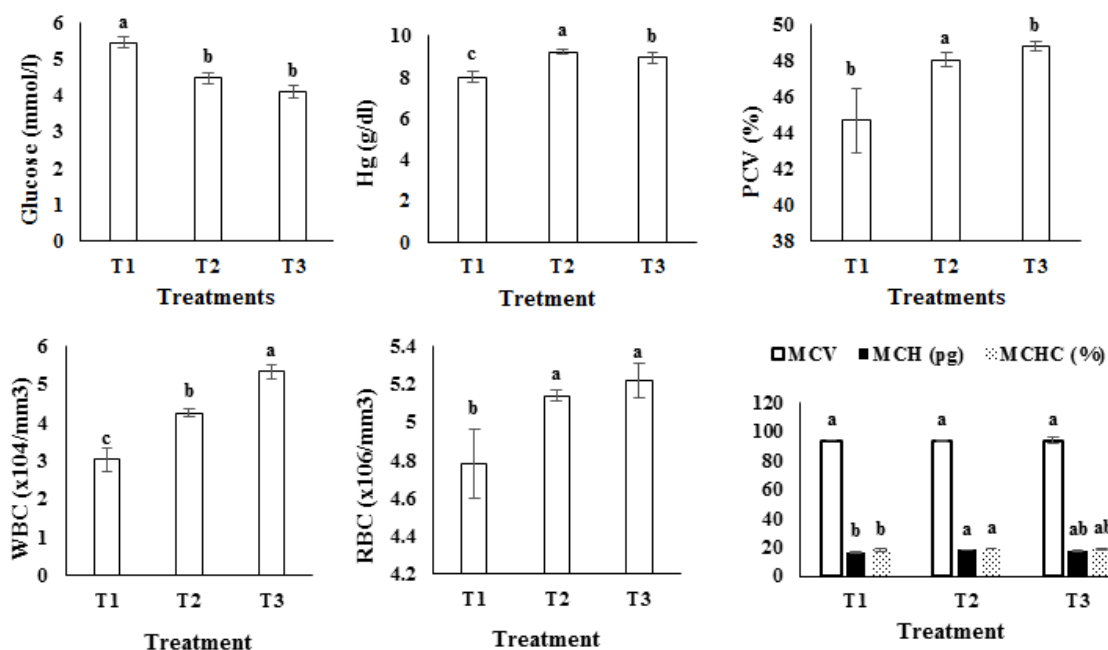 Glucose (mmol/l)
6
5
4
3
2
1
0
a
b
b
T1 T2 T3
Treatments
Hg (g/dl)
10
8
6
4
2
0
c
a
b
T1 T2 T3
Tretment
PCV (%)
50
48
46
44
42
40
38
b
a
b
T1 T2 T3
Treatments
WBC (x104/mm3)
6
5
4
3
2
1
0
c
b
a
T1 T2 T3
Treatment
RBC (x106/mm3)
5.4
5.2
5
4.8
4.6
4.4
4.2
b
a
a
T1 T2 T3
Treatment
MCV MCH (pg) MCHC (%)
120
100
80
60
40
20
0
a b b
a a a
a ab ab
T1 T2 T3
Treatment